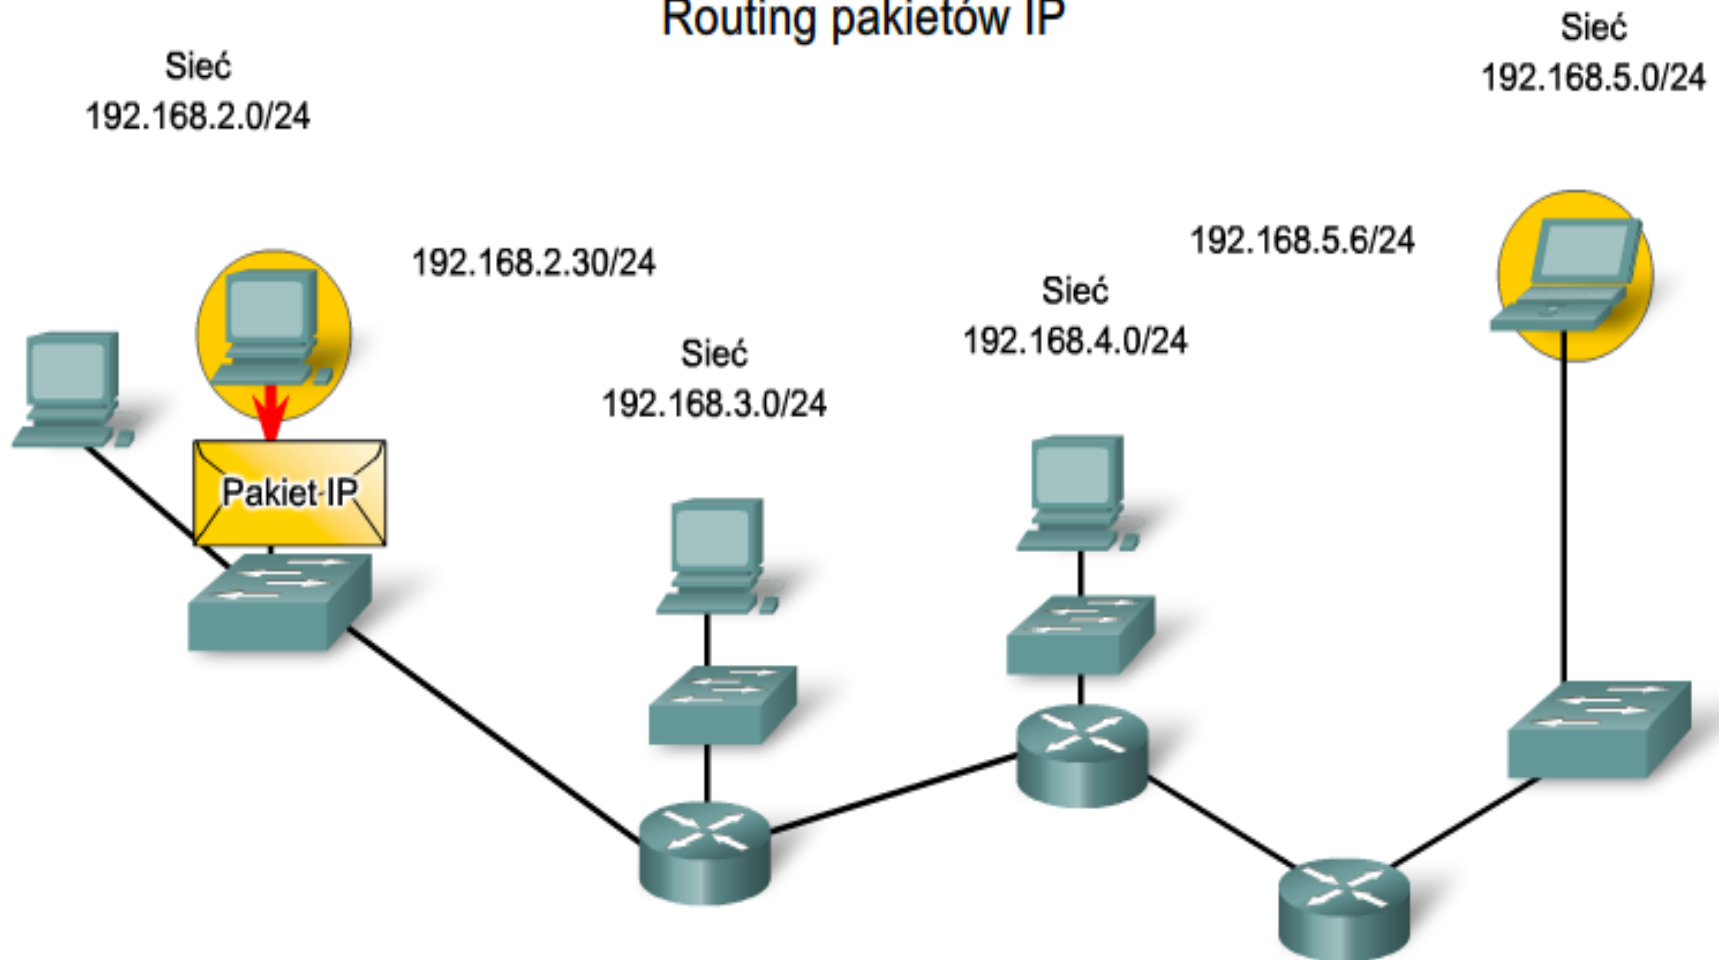 Routing pakietów IP
Sieć
192.168.2.0/24
Sieć
192.168.5.0/24
192.168.2.30/24
192.168.5.6/24
Sieć
192.168.4.0/24
Sieć
192.168.3.0/24
Pakiet IP